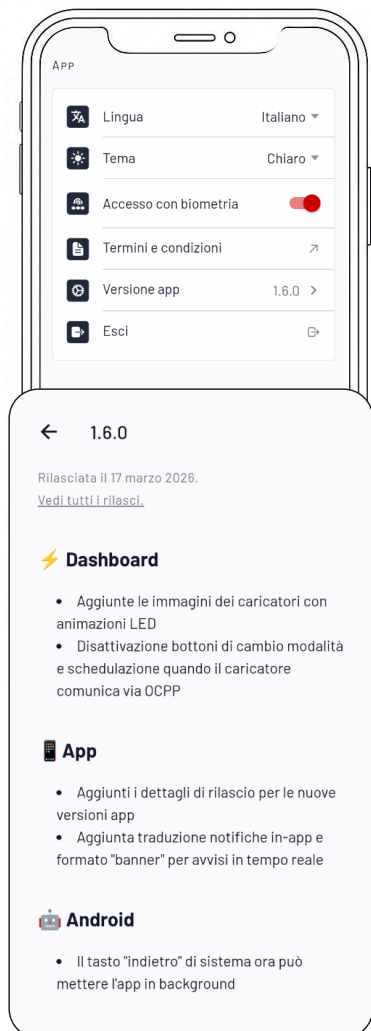 App
Lingua Italiano
Tema Chiaro
Accesso con biometria
Termini e condizioni
Versione app 1.6.0
Esci
1.6.0
Rilasciata il 17 marzo 2026.
Vedi tutti i rilasci.
⚡ Dashboard
• Aggiunte le immagini dei caricatori con
animazioni LED
• Disattivazione bottoni di cambio modalità
e schedulazione quando il caricatore
comunica via OCPP
📱 App
• Aggiunti i dettagli di rilascio per le nuove
versioni app
• Aggiunta traduzione notifiche in-app e
formato "banner" per avvisi in tempo reale
🤖 Android
• Il tasto "indietro" di sistema ora può
mettere l'app in background